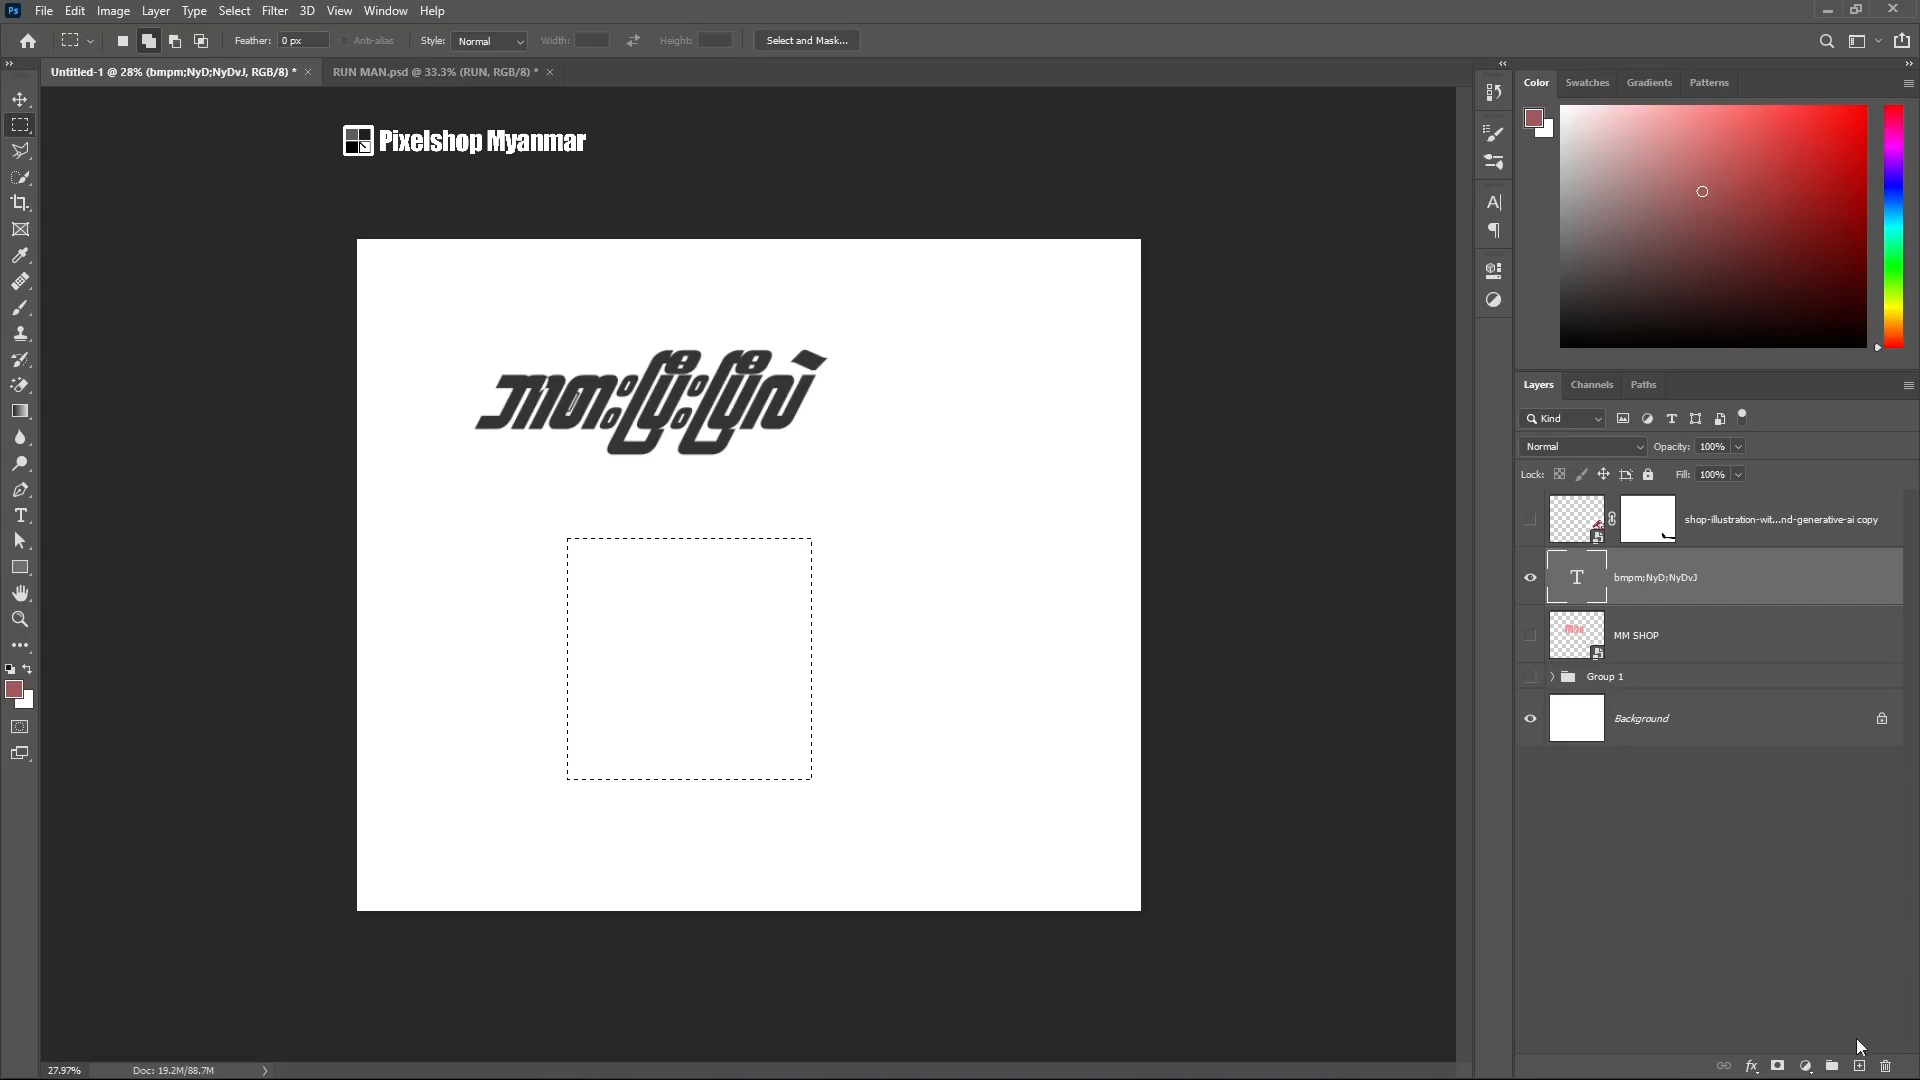 Ps File Edit Image Layer Type Select Filter 3D View Window Help
Feather: 0 px Anti-alias Style: Normal Width: Height: Select and Mask...
Untitled-1 @ 28% (bmpm;NyD;NyDvJ, RGB/8) * × RUN MAN.psd @ 33.3% (RUN, RGB/8) * ×
Pixelshop Myanmar
Color Swatches Gradients Patterns
Layers Channels Paths
Kind
Normal Opacity: 100%
Lock: Fill: 100%
shop-illustration-wit...nd-generative-ai copy
bmpm;NyD;NyDvJ
MM SHOP
Group 1
Background
27.97% Doc: 19.2M/88.7M